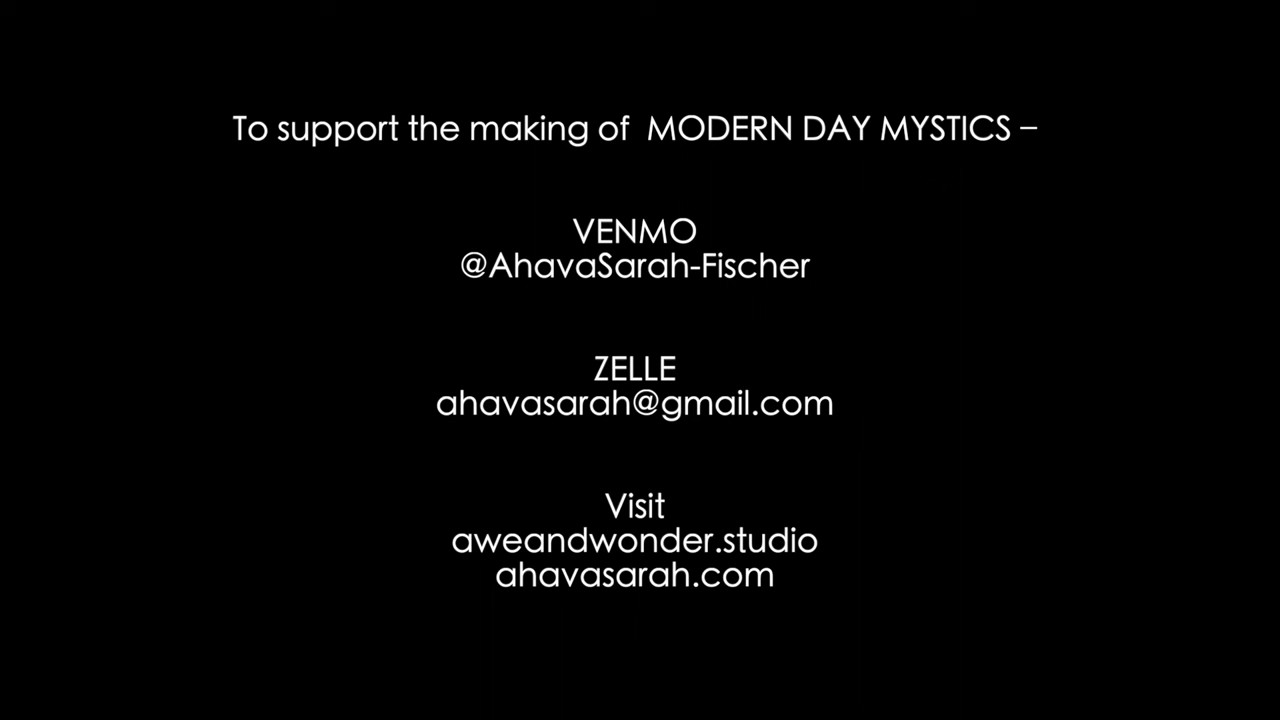 To support the making of MODERN DAY MYSTICS –
VENMO
@AhavaSarah-Fischer
ZELLE
ahavasarah@gmail.com
Visit
aweandwonder.studio
ahavasarah.com